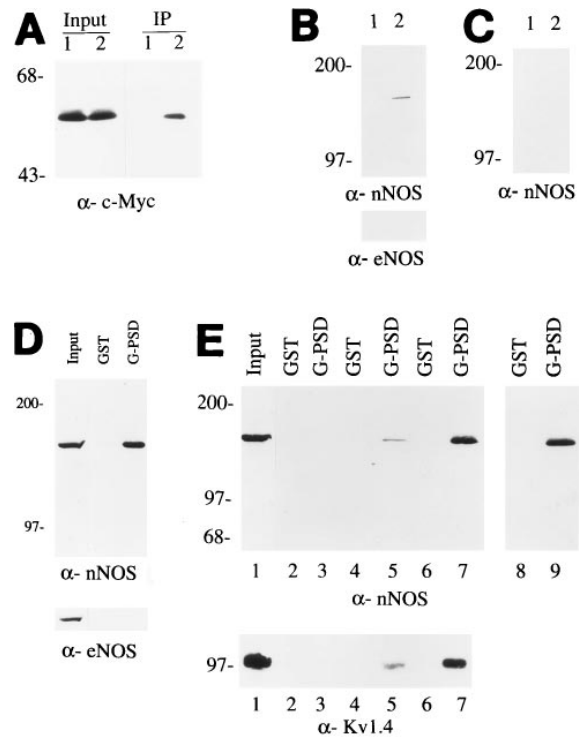 A
Input IP
1 2 1 2
68-
43-
α- c-Myc
B
1 2
200-
97-
α- nNOS
α- eNOS
C
1 2
200-
97-
α- nNOS
D
Input GST G-PSD
200-
97-
α- nNOS
α- eNOS
E
Input GST G-PSD GST G-PSD GST G-PSD GST G-PSD
200-
97-
68-
1 2 3 4 5 6 7 8 9
α- nNOS
97-
1 2 3 4 5 6 7
α- Kv1.4